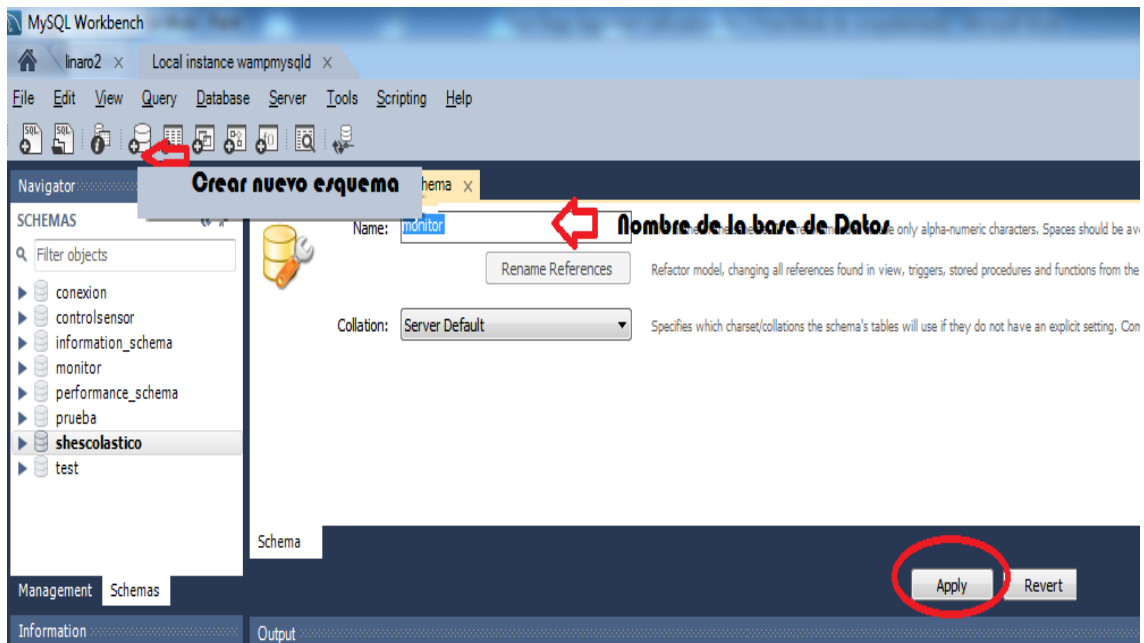 MySQL Workbench
linaro2 × Local instance wampmysqld ×
File Edit View Query Database Server Tools Scripting Help
SQL SQL
Navigator
Crear nuevo esquema
hema ×
SCHEMAS
Filter objects
conexion
controlsensor
information_schema
monitor
performance_schema
prueba
shescolastico
test
Name: monitor
Nombre de la base de Datos
only alpha-numeric characters. Spaces should be av
Rename References
Refactor model, changing all references found in view, triggers, stored procedures and functions from the
Collation: Server Default
Specifies which charset/collations the schema's tables will use if they do not have an explicit setting. Con
Schema
Management Schemas
Apply Revert
Information
Output